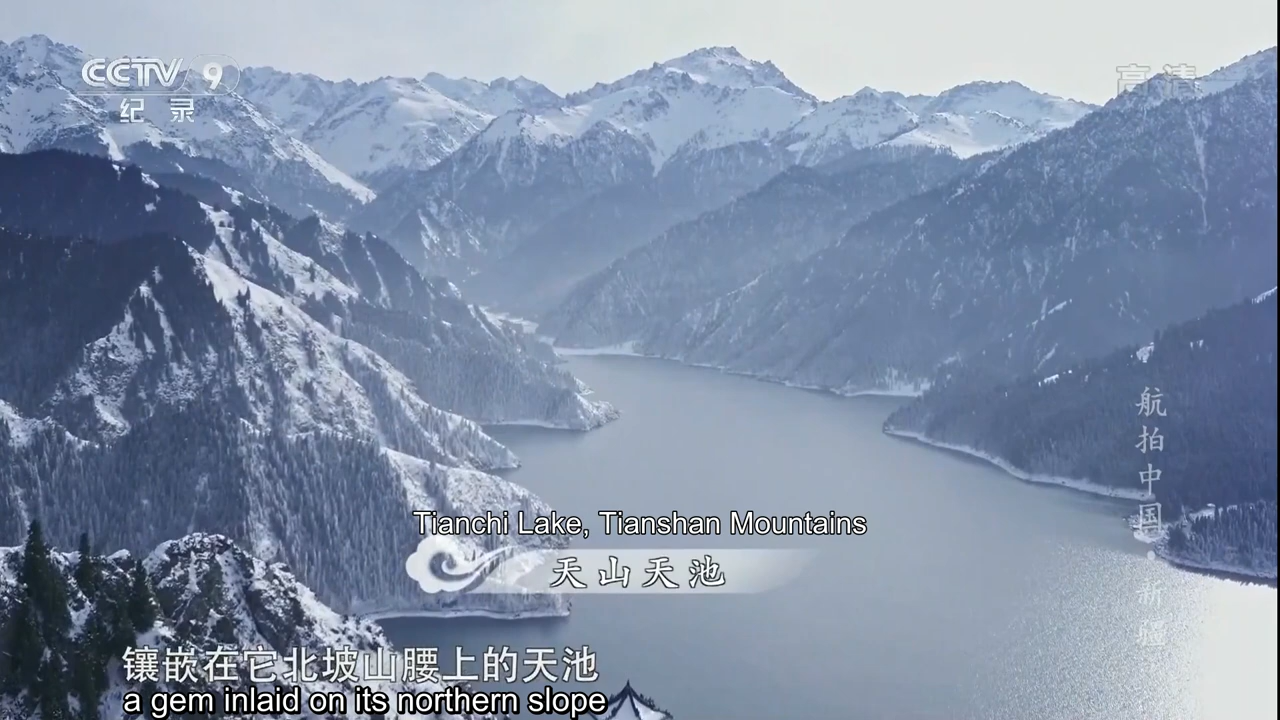 CCTV 9
纪录
高清
航拍中国·新疆
Tianchi Lake, Tianshan Mountains
天山天池
镶嵌在它北坡山腰上的天池
a gem inlaid on its northern slope